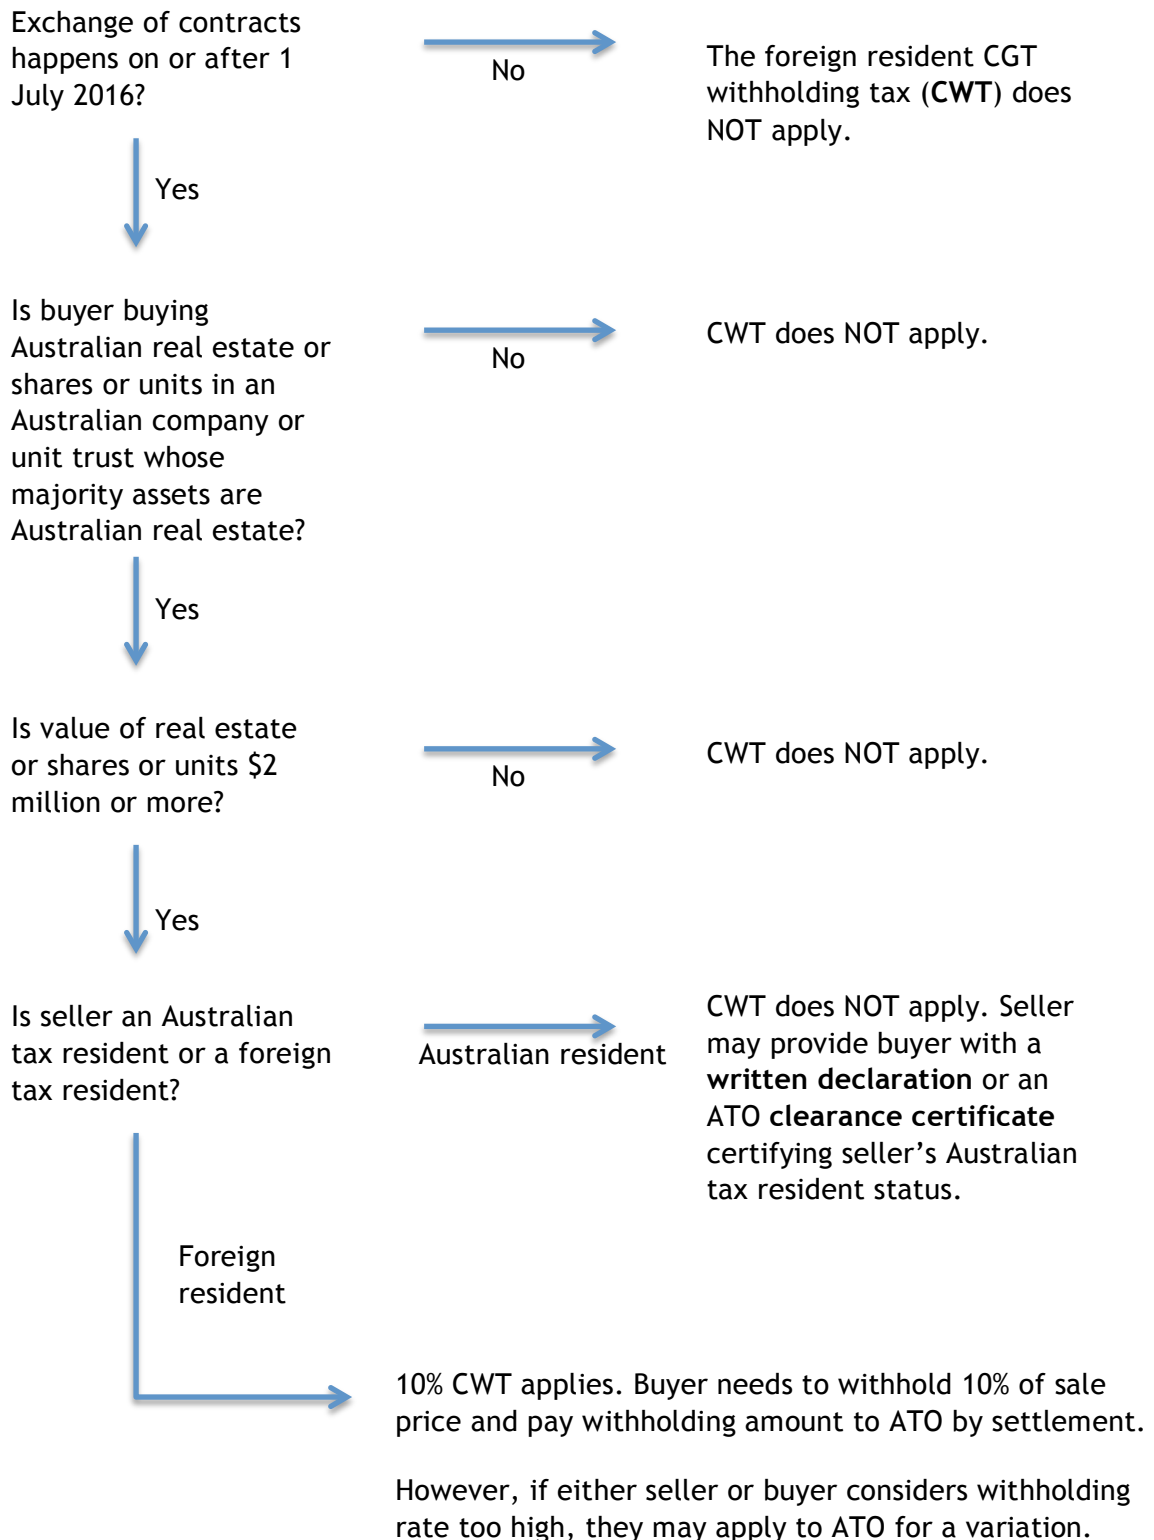 Exchange of contracts
happens on or after 1
July 2016?
No
The foreign resident CGT
withholding tax (CWT) does
NOT apply.
Yes
Is buyer buying
Australian real estate or
shares or units in an
Australian company or
unit trust whose
majority assets are
Australian real estate?
No
CWT does NOT apply.
Yes
Is value of real estate
or shares or units $2
million or more?
No
CWT does NOT apply.
Yes
Is seller an Australian
tax resident or a foreign
tax resident?
Australian resident
CWT does NOT apply. Seller
may provide buyer with a
written declaration or an
ATO clearance certificate
certifying seller’s Australian
tax resident status.
Foreign
resident
10% CWT applies. Buyer needs to withhold 10% of sale
price and pay withholding amount to ATO by settlement.
However, if either seller or buyer considers withholding
rate too high, they may apply to ATO for a variation.